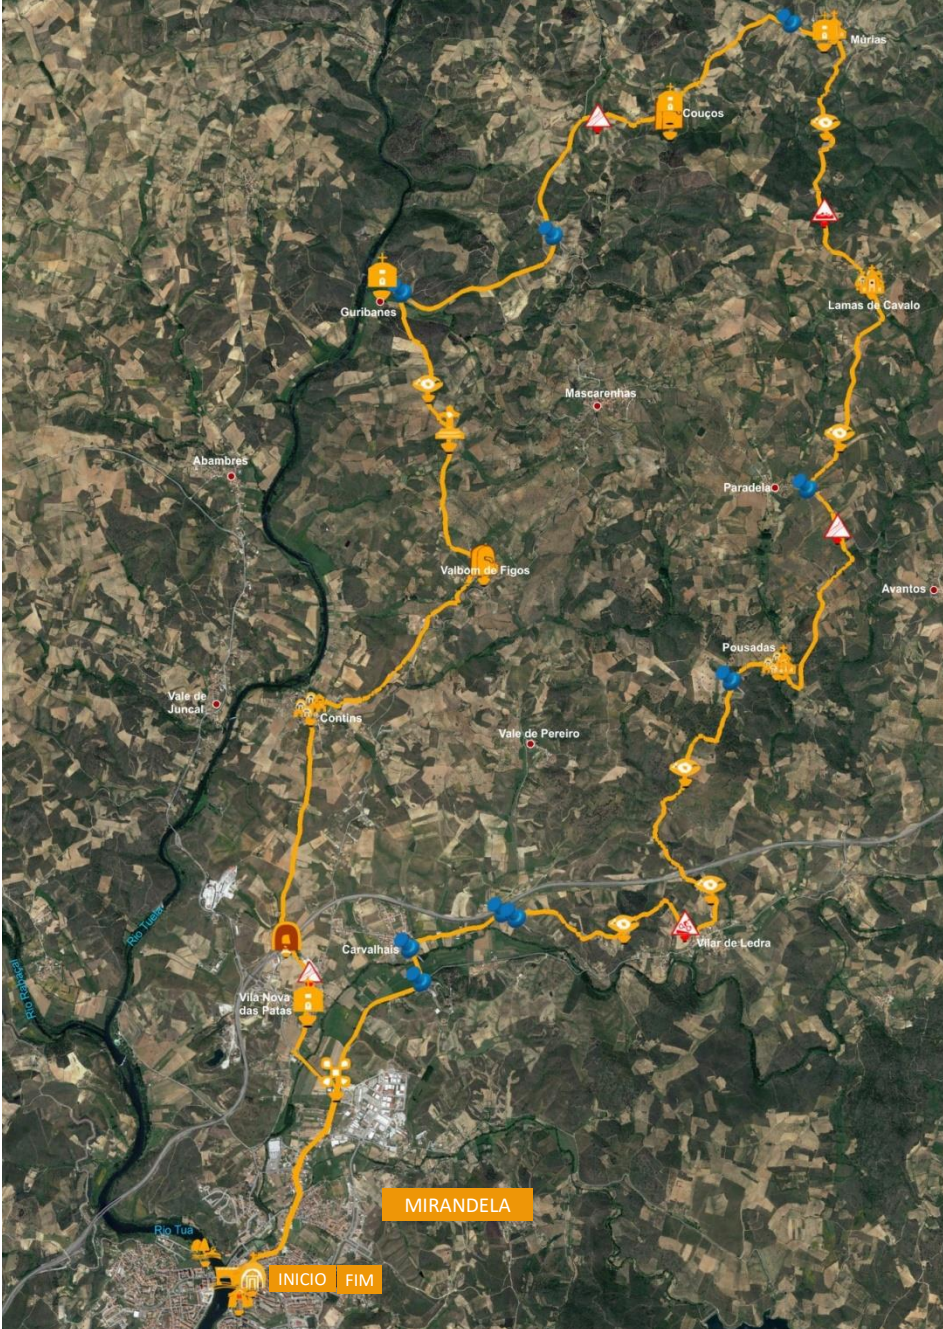 Múrias
Couços
Guribanes
Lamas de Cavalo
Mascarenhas
Abambres
Paradela
Valbom de Figos
Avantos
Pousadas
Vale de
Juncal
Contins
Vale de Pereiro
Rio Tuela
Carvalhais
Vilar de Ledra
Rio Rabaçal
Vila Nova
das Patas
MIRANDELA
Rio Tua
INICIO
FIM